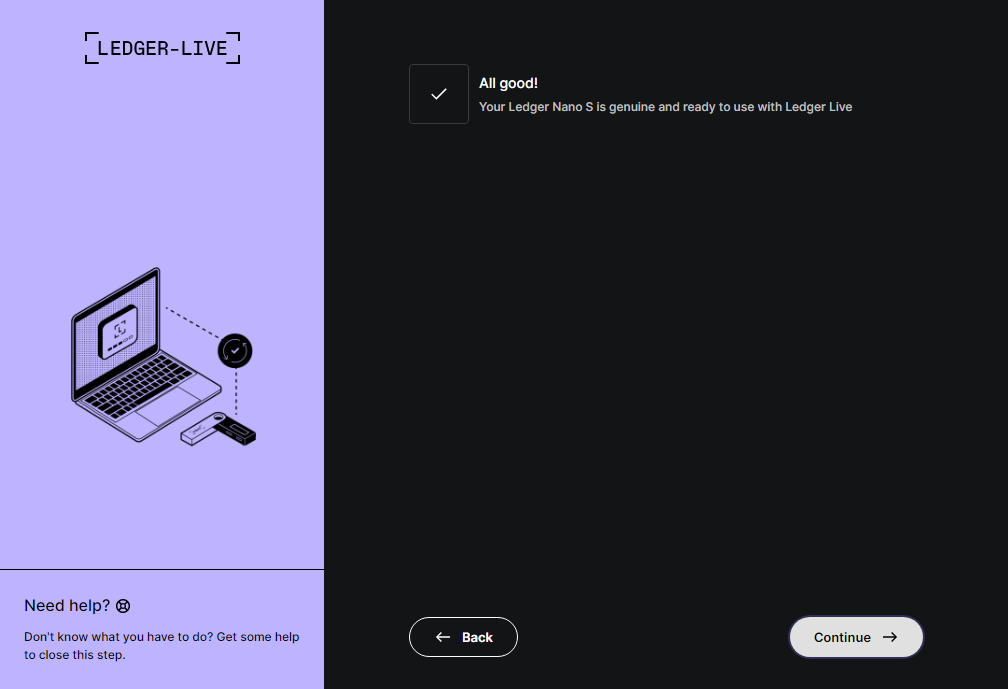 LEDGER-LIVE
All good!
Your Ledger Nano S is genuine and ready to use with Ledger Live
Need help?
Don't know what you have to do? Get some help
to close this step.
Back
Continue